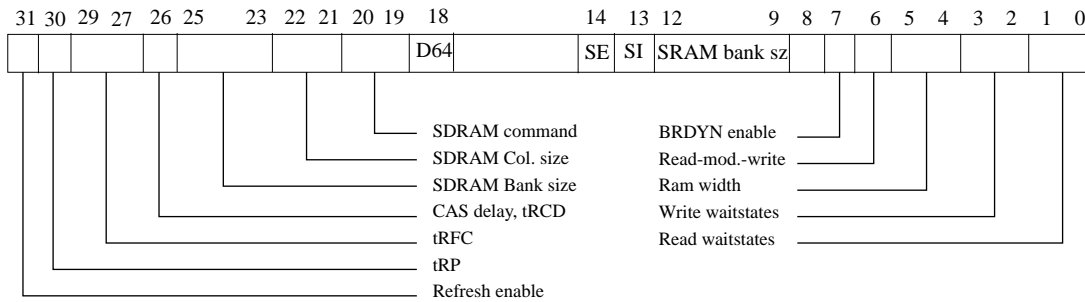 31 30 29 27 26 25 23 22 21 20 19 18 14 13 12 9 8 7 6 5 4 3 2 1 0
D64 SE SI SRAM bank sz
SDRAM command BRDYN enable
SDRAM Col. size Read-mod.-write
SDRAM Bank size Ram width
CAS delay, tRCD Write waitstates
tRFC Read waitstates
tRP
Refresh enable